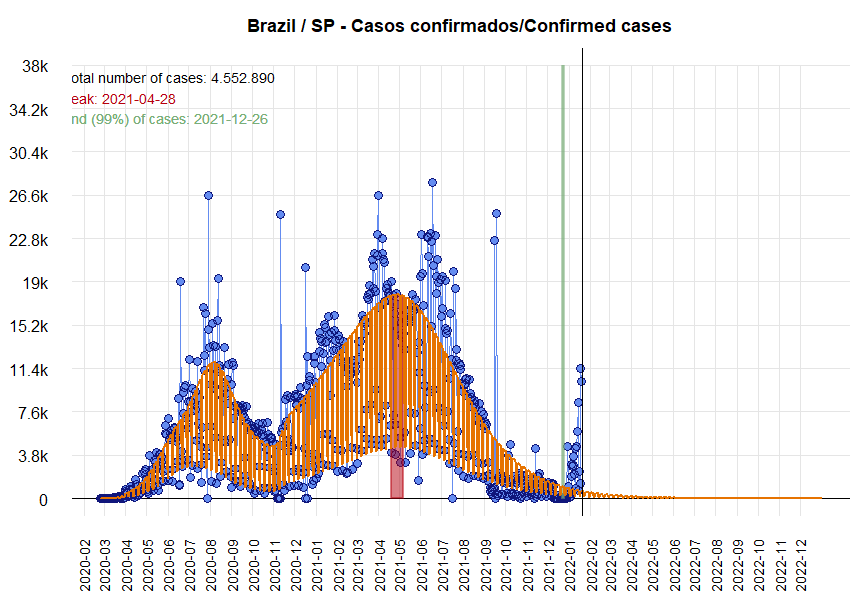 Brazil / SP - Casos confirmados/Confirmed cases
38k
34.2k
30.4k
26.6k
22.8k
19k
15.2k
11.4k
7.6k
3.8k
0
otal number of cases: 4.552.890
eak: 2021-04-28
nd (99%) of cases: 2021-12-26
2020-02
2020-03
2020-04
2020-05
2020-06
2020-07
2020-08
2020-09
2020-10
2020-11
2020-12
2021-01
2021-02
2021-03
2021-04
2021-05
2021-06
2021-07
2021-08
2021-09
2021-10
2021-11
2021-12
2022-01
2022-02
2022-03
2022-04
2022-05
2022-06
2022-07
2022-08
2022-09
2022-10
2022-11
2022-12